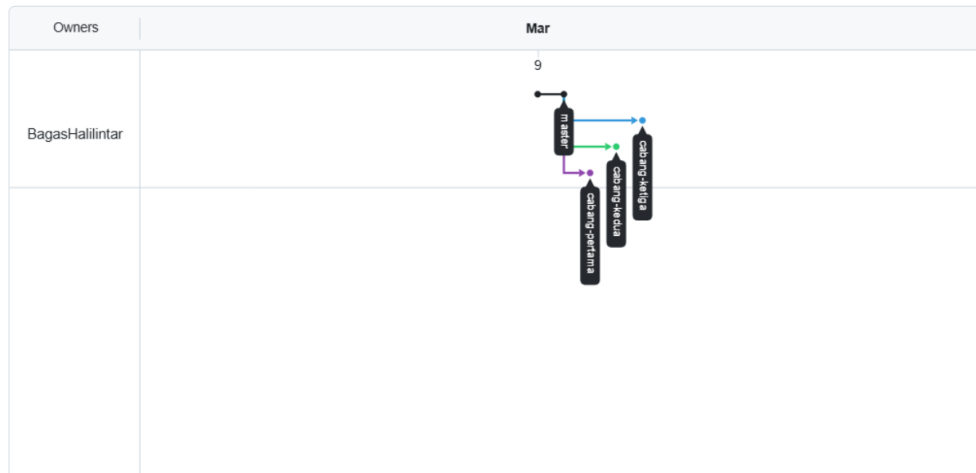 Owners
Mar
9
BagasHalilintar
master
cabang-ketiga
cabang-kedua
cabang-pertama